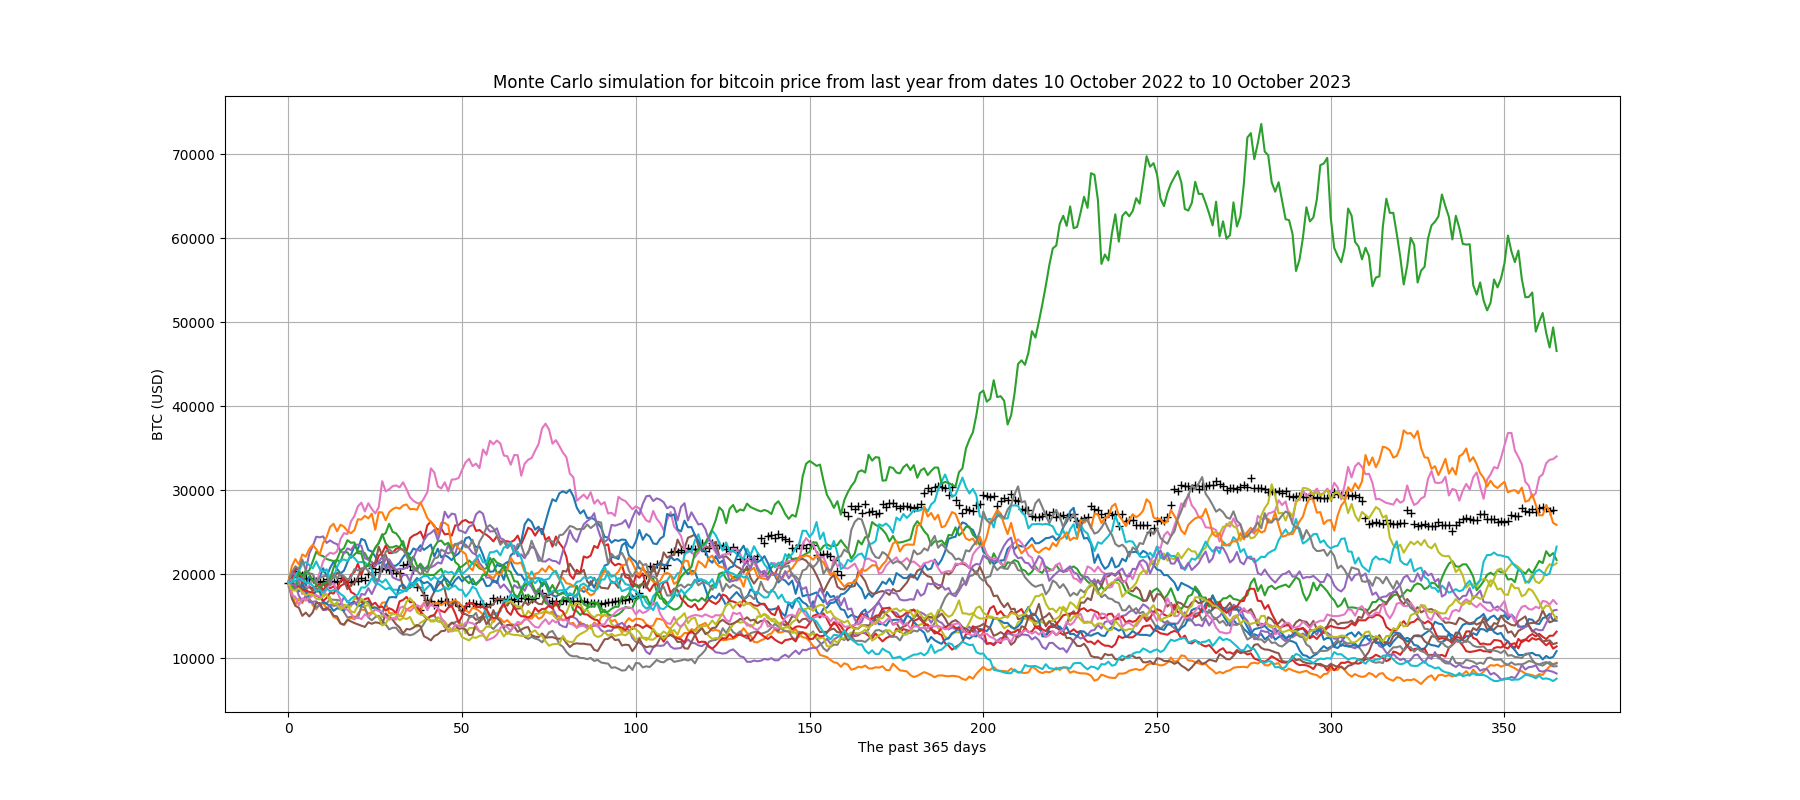 Monte Carlo simulation for bitcoin price from last year from dates 10 October 2022 to 10 October 2023
70000
60000
50000
40000
30000
20000
10000
BTC (USD)
0 50 100 150 200 250 300 350
The past 365 days